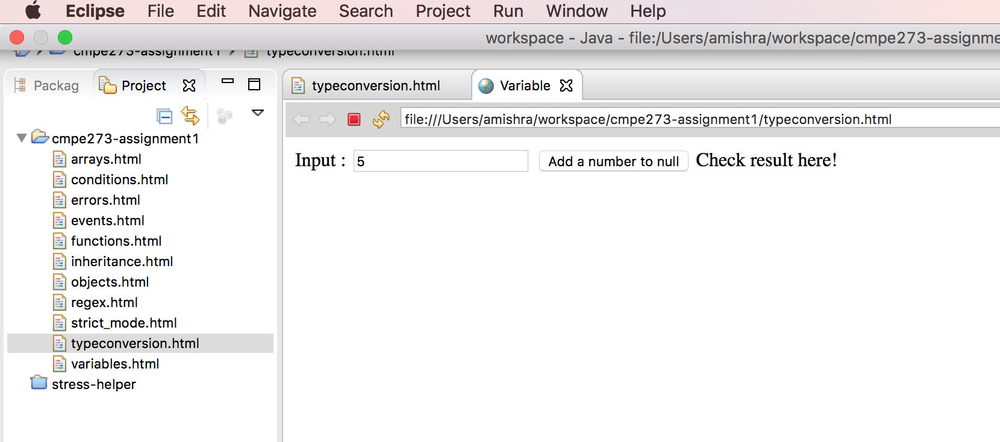 Eclipse File Edit Navigate Search Project Run Window Help
workspace - Java - file:/Users/amishra/workspace/cmpe273-assignme
cmpe273-assignment1 typeconversion.html
Packag Project
typeconversion.html Variable
file:///Users/amishra/workspace/cmpe273-assignment1/typeconversion.html
cmpe273-assignment1
arrays.html
conditions.html
errors.html
events.html
functions.html
inheritance.html
objects.html
regex.html
strict_mode.html
typeconversion.html
variables.html
stress-helper
Input : 5 Add a number to null Check result here!